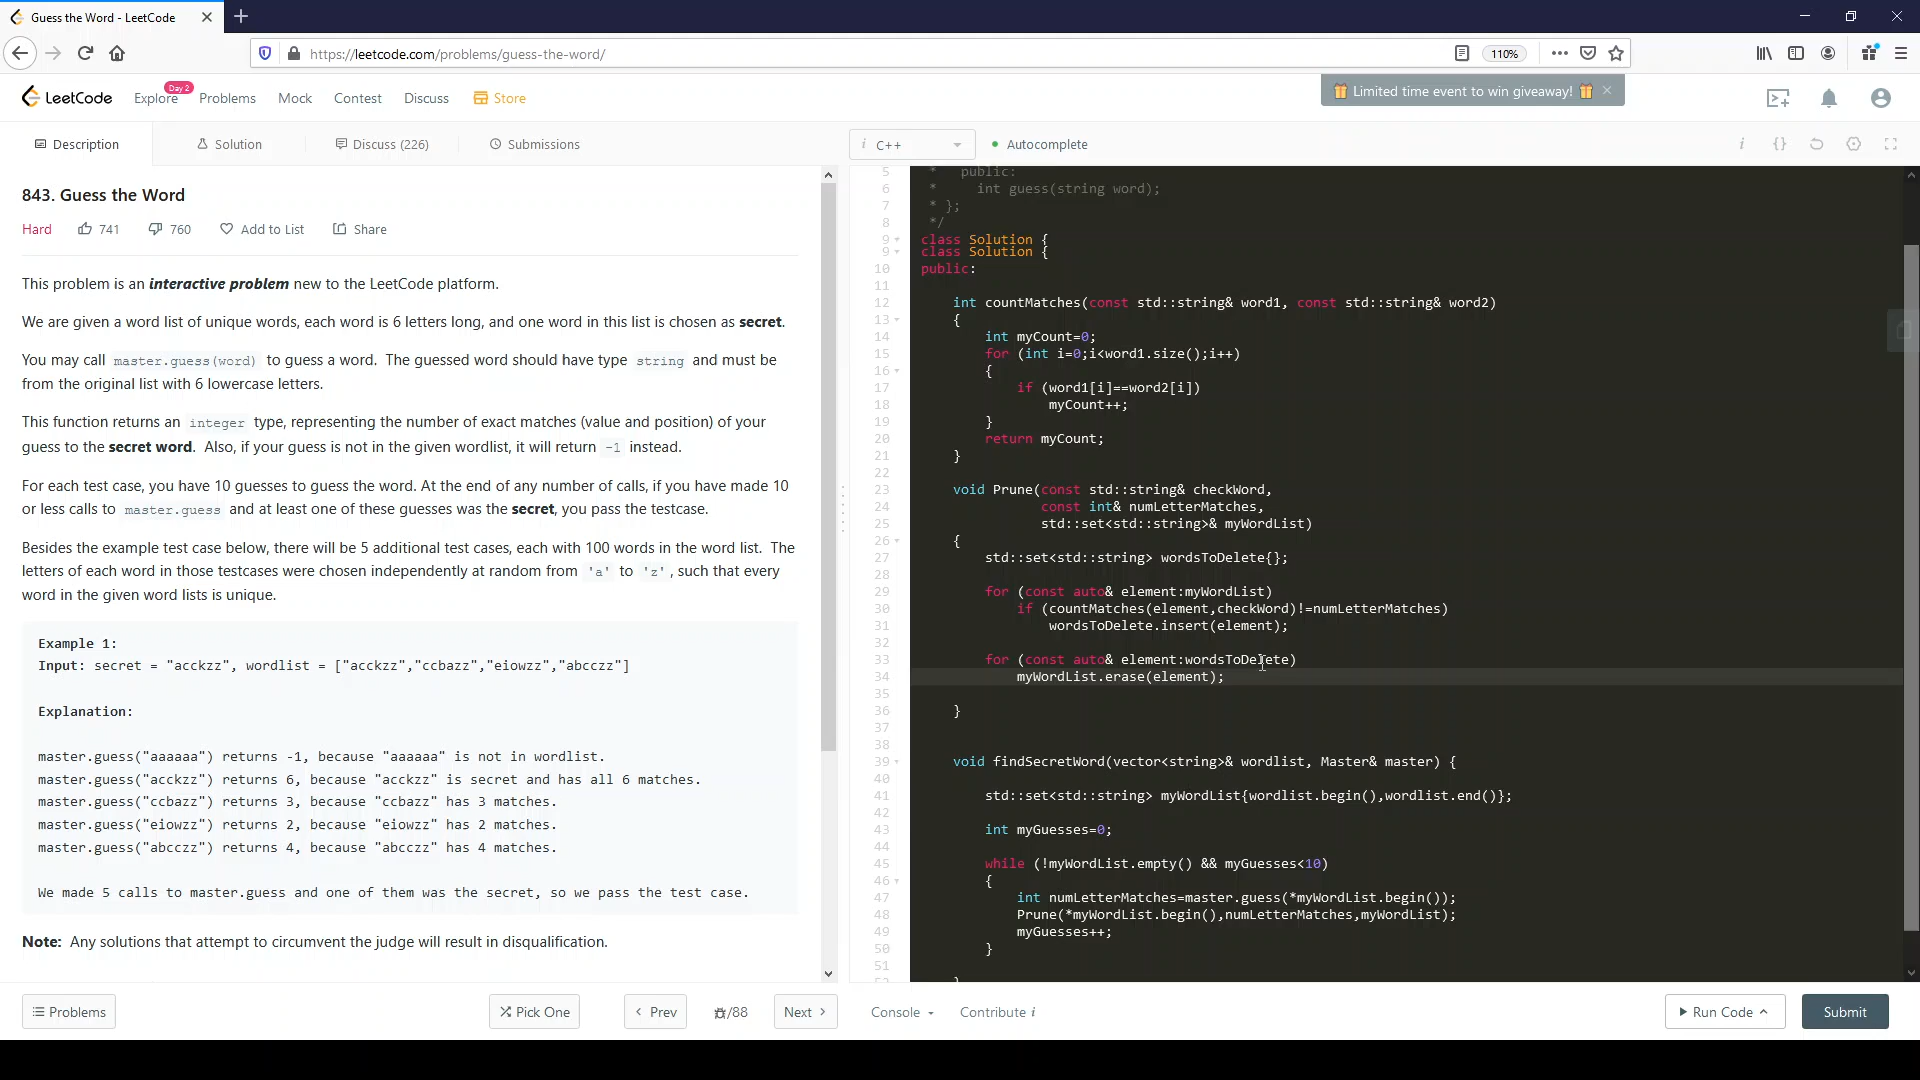 Guess the Word - LeetCode
https://leetcode.com/problems/guess-the-word/
110%
LeetCode
Explore
Day 2
Problems
Mock
Contest
Discuss
Store
Limited time event to win giveaway!
Description
Solution
Discuss (226)
Submissions
i C++
Autocomplete
843. Guess the Word
Hard
741
760
Add to List
Share
This problem is an interactive problem new to the LeetCode platform.
We are given a word list of unique words, each word is 6 letters long, and one word in this list is chosen as secret.
You may call master.guess(word) to guess a word. The guessed word should have type string and must be
from the original list with 6 lowercase letters.
This function returns an integer type, representing the number of exact matches (value and position) of your
guess to the secret word. Also, if your guess is not in the given wordlist, it will return -1 instead.
For each test case, you have 10 guesses to guess the word. At the end of any number of calls, if you have made 10
or less calls to master.guess and at least one of these guesses was the secret, you pass the testcase.
Besides the example test case below, there will be 5 additional test cases, each with 100 words in the word list. The
letters of each word in those testcases were chosen independently at random from 'a' to 'z', such that every
word in the given word lists is unique.
Example 1:
Input: secret = "acckzz", wordlist = ["acckzz","ccbazz","eiowzz","abcczz"]
Explanation:
master.guess("aaaaaa") returns -1, because "aaaaaa" is not in wordlist.
master.guess("acckzz") returns 6, because "acckzz" is secret and has all 6 matches.
master.guess("ccbazz") returns 3, because "ccbazz" has 3 matches.
master.guess("eiowzz") returns 2, because "eiowzz" has 2 matches.
master.guess("abcczz") returns 4, because "abcczz" has 4 matches.
We made 5 calls to master.guess and one of them was the secret, so we pass the test case.
Note: Any solutions that attempt to circumvent the judge will result in disqualification.
5 * public:
6 * int guess(string word);
7 * };
8 */
9 class Solution {
9 class Solution {
10 public:
11
12 int countMatches(const std::string& word1, const std::string& word2)
13 {
14 int myCount=0;
15 for (int i=0;i<word1.size();i++)
16 {
17 if (word1[i]==word2[i])
18 myCount++;
19 }
20 return myCount;
21 }
22
23 void Prune(const std::string& checkWord,
24 const int& numLetterMatches,
25 std::set<std::string>& myWordList)
26 {
27 std::set<std::string> wordsToDelete{};
28
29 for (const auto& element:myWordList)
30 if (countMatches(element,checkWord)!=numLetterMatches)
31 wordsToDelete.insert(element);
32
33 for (const auto& element:wordsToDelete)
34 myWordList.erase(element);
35
36 }
37
38
39 void findSecretWord(vector<string>& wordlist, Master& master) {
40
41 std::set<std::string> myWordList{wordlist.begin(),wordlist.end()};
42
43 int myGuesses=0;
44
45 while (!myWordList.empty() && myGuesses<10)
46 {
47 int numLetterMatches=master.guess(*myWordList.begin());
48 Prune(*myWordList.begin(),numLetterMatches,myWordList);
49 myGuesses++;
50 }
51
Problems
Pick One
Prev
/88
Next
Console
Contribute i
Run Code
Submit